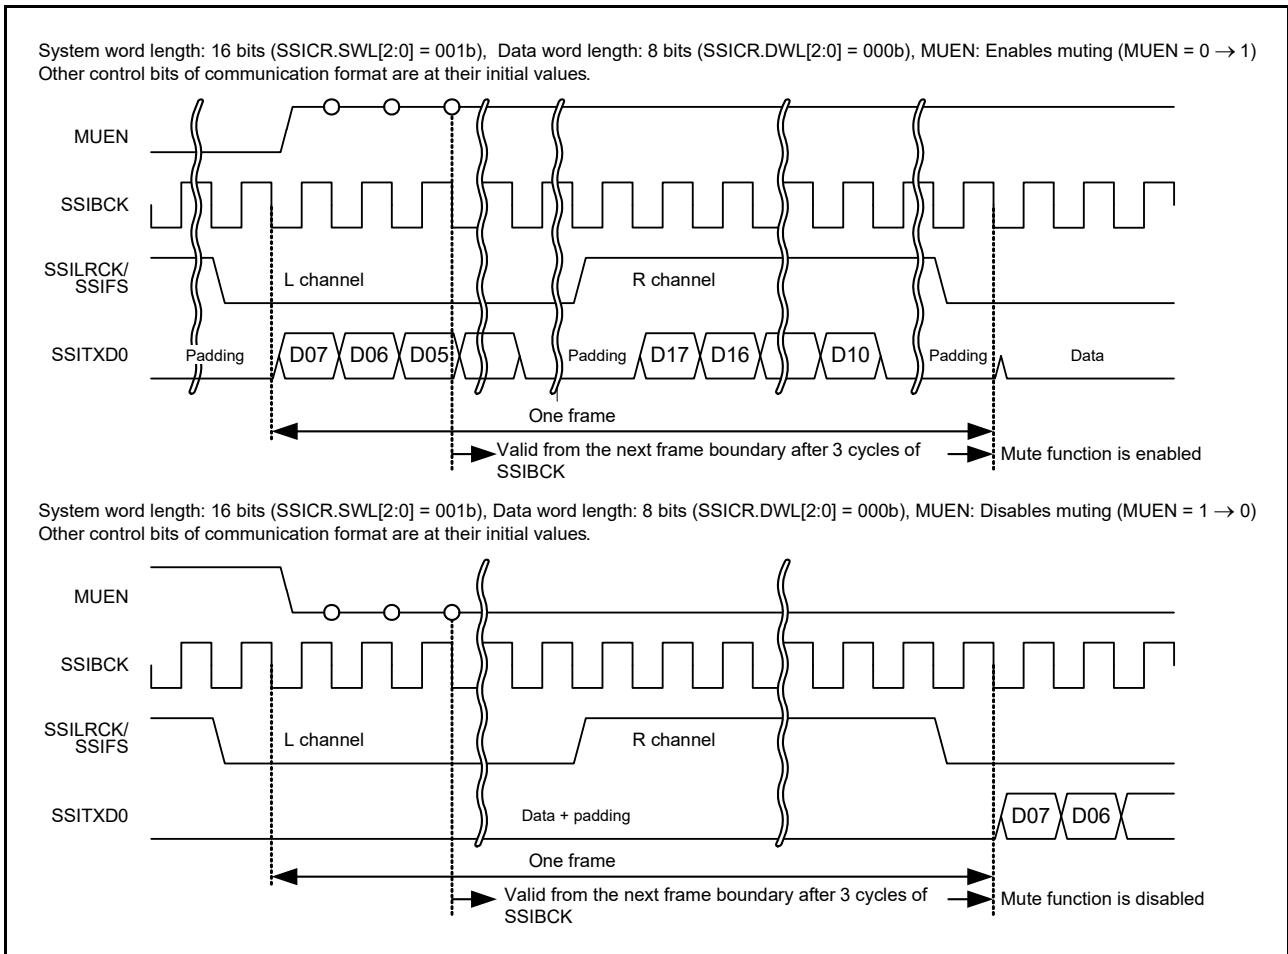 System word length: 16 bits (SSICR.SWL[2:0] = 001b), Data word length: 8 bits (SSICR.DWL[2:0] = 000b), MUEN: Enables muting (MUEN = 0 → 1)
Other control bits of communication format are at their initial values.
MUEN
SSIBCK
SSILRCK/
SSIFS
L channel
R channel
SSITXD0
Padding
D07
D06
D05
Padding
D17
D16
D10
Padding
Data
One frame
Valid from the next frame boundary after 3 cycles of
SSIBCK
Mute function is enabled
System word length: 16 bits (SSICR.SWL[2:0] = 001b), Data word length: 8 bits (SSICR.DWL[2:0] = 000b), MUEN: Disables muting (MUEN = 1 → 0)
Other control bits of communication format are at their initial values.
MUEN
SSIBCK
SSILRCK/
SSIFS
L channel
R channel
SSITXD0
Data + padding
D07
D06
One frame
Valid from the next frame boundary after 3 cycles of
SSIBCK
Mute function is disabled